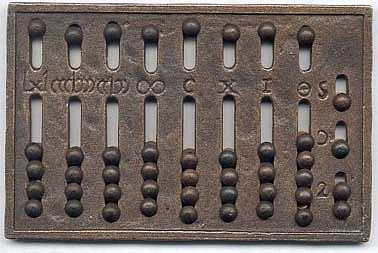 |X| ∞ C X I Θ S
Ɔ
2